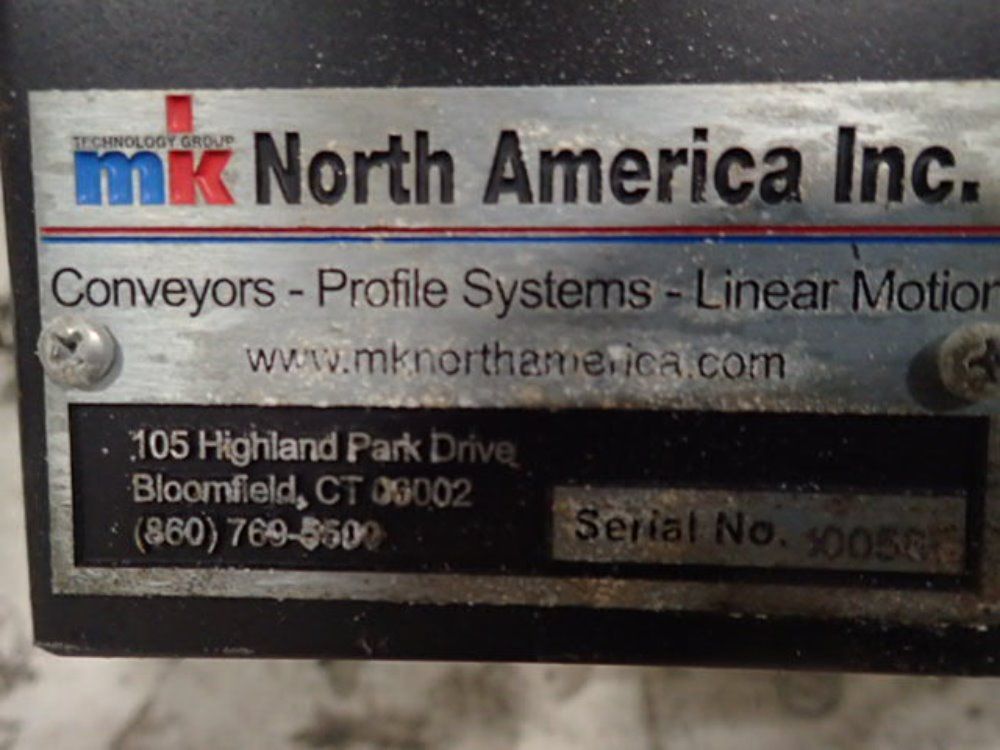 TECHNOLOGY GROUP
mk North America Inc.
Conveyors - Profile Systems - Linear Motion
www.mknorthamerica.com
105 Highland Park Drive
Bloomfield, CT 06002
(860) 769-5500
Serial No.